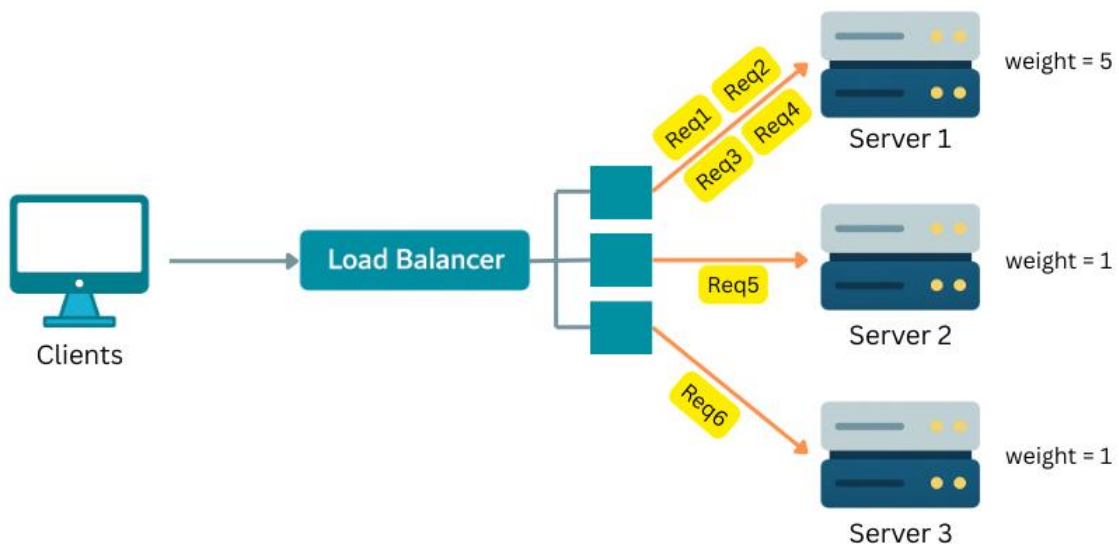 Req1
Req2
Req3
Req4
weight = 5
Server 1
Clients
Load Balancer
Req5
weight = 1
Server 2
Req6
weight = 1
Server 3